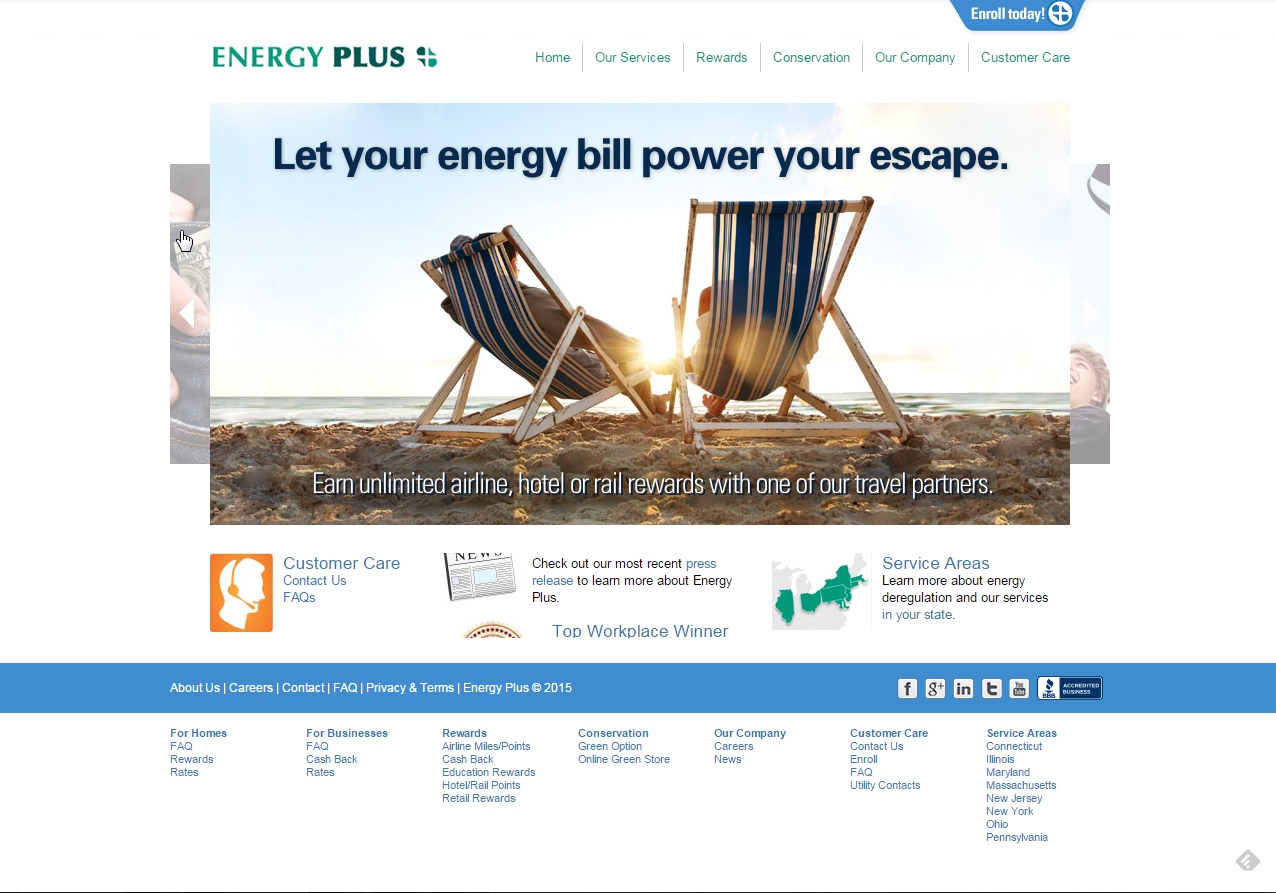 Enroll today!
ENERGY PLUS
Home
Our Services
Rewards
Conservation
Our Company
Customer Care
Let your energy bill power your escape.
Earn unlimited airline, hotel or rail rewards with one of our travel partners.
Customer Care
Contact Us
FAQs
NEWS
Check out our most recent press
release to learn more about Energy
Plus.
Top Workplace Winner
Service Areas
Learn more about energy
deregulation and our services
in your state.
About Us | Careers | Contact | FAQ | Privacy & Terms | Energy Plus © 2015
f
g+
in
t
You
Tube
BBB
ACCREDITED
BUSINESS
For Homes
FAQ
Rewards
Rates
For Businesses
FAQ
Cash Back
Rates
Rewards
Airline Miles/Points
Cash Back
Education Rewards
Hotel/Rail Points
Retail Rewards
Conservation
Green Option
Online Green Store
Our Company
Careers
News
Customer Care
Contact Us
Enroll
FAQ
Utility Contacts
Service Areas
Connecticut
Illinois
Maryland
Massachusetts
New Jersey
New York
Ohio
Pennsylvania